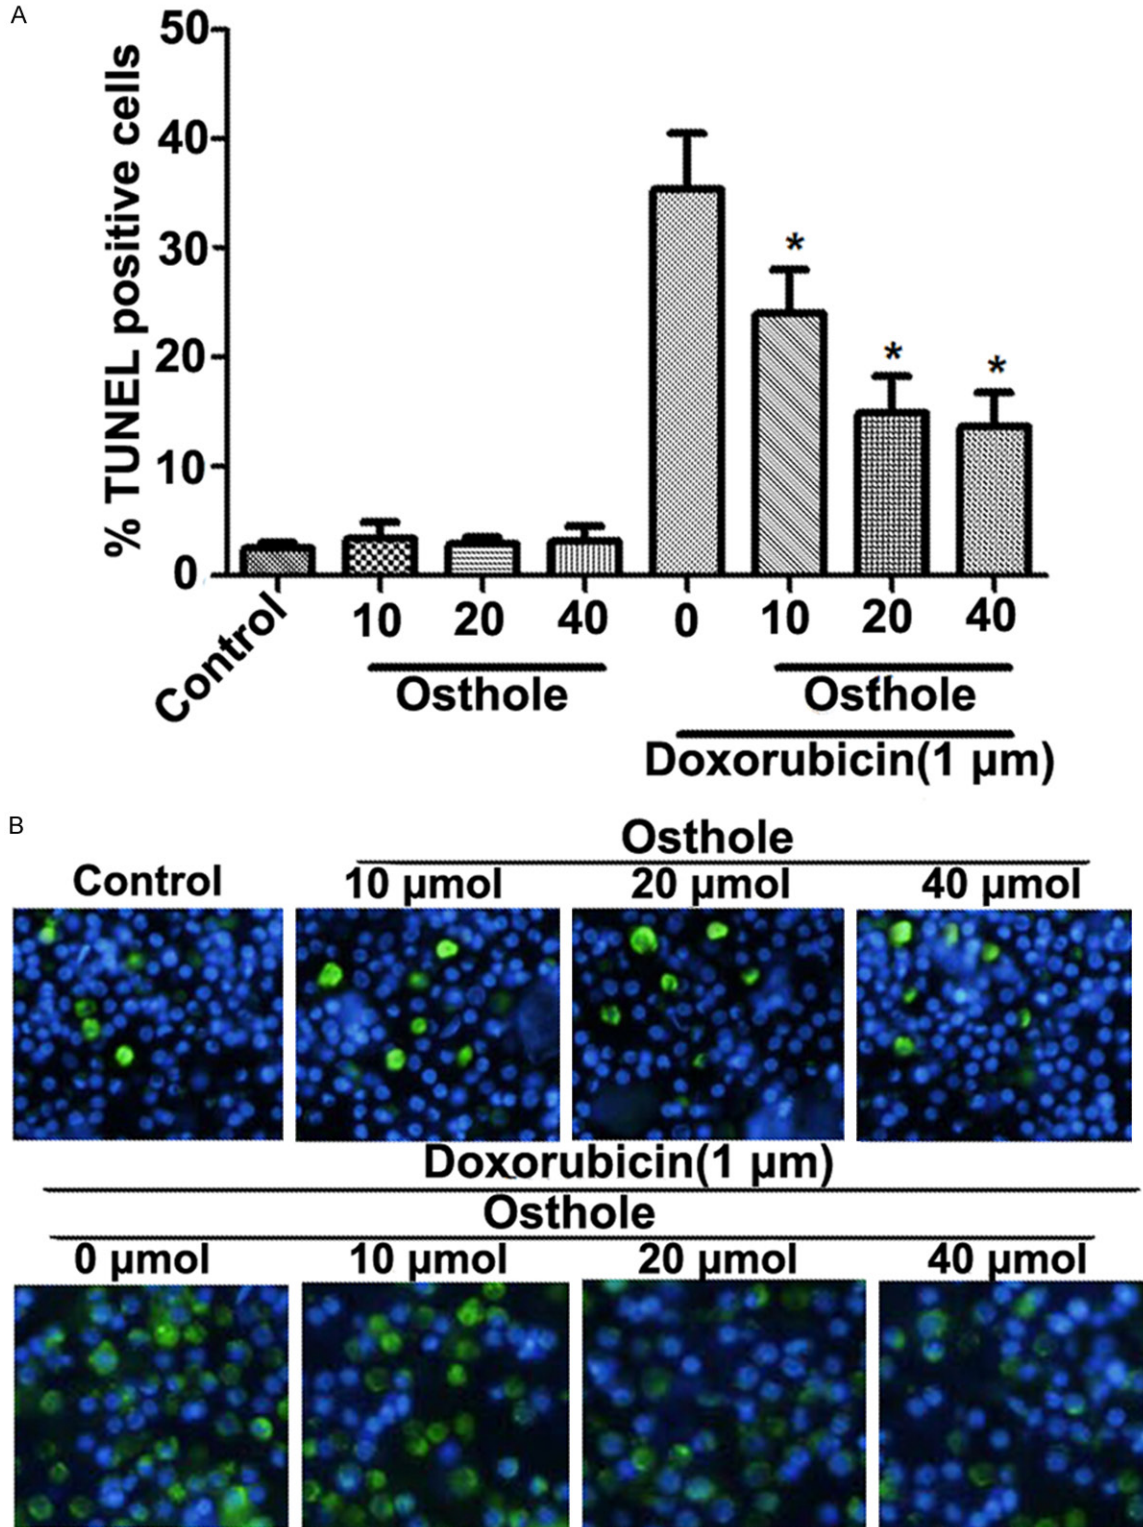 A
% TUNEL positive cells
50
40
30
20
10
0
*
*
*
Control
10
20
40
0
10
20
40
Osthole
Osthole
Doxorubicin(1 µm)
B
Osthole
Control
10 µmol
20 µmol
40 µmol
Doxorubicin(1 µm)
Osthole
0 µmol
10 µmol
20 µmol
40 µmol